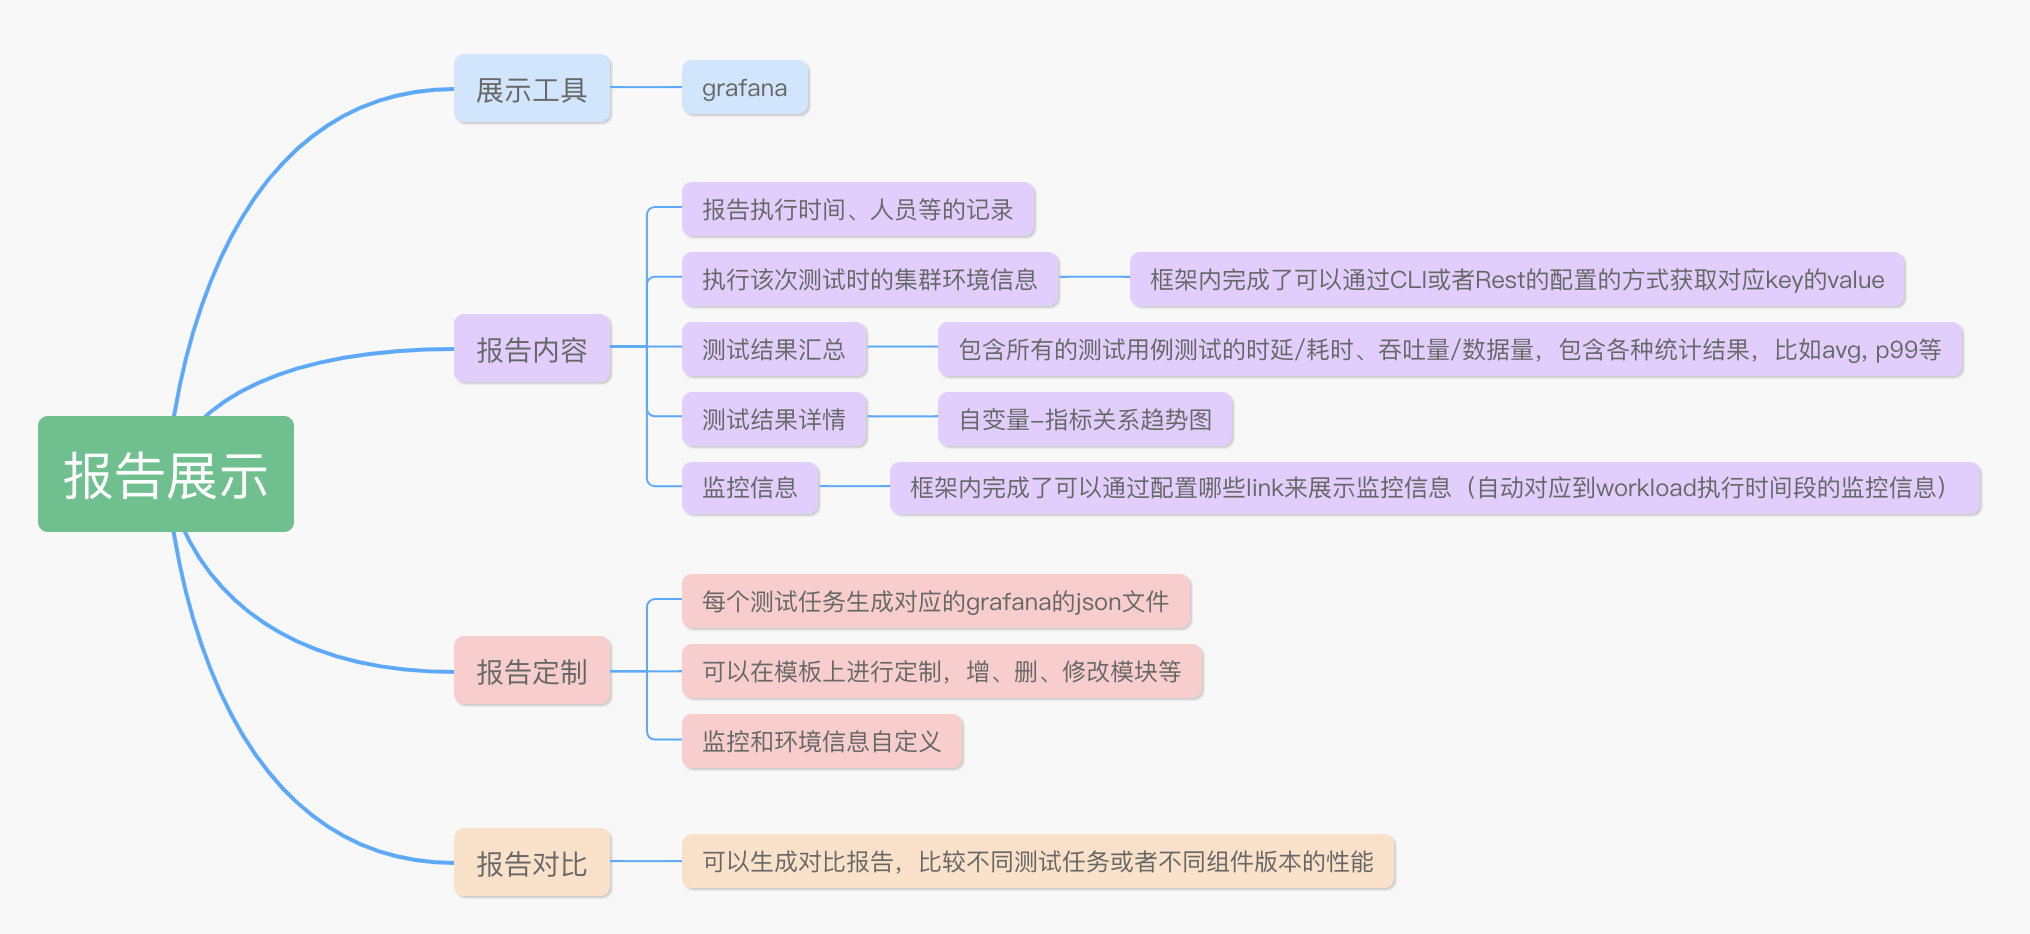 报告展示
展示工具
grafana
报告内容
报告执行时间、人员等的记录
执行该次测试时的集群环境信息
框架内完成了可以通过CLI或者Rest的配置的方式获取对应key的value
测试结果汇总
包含所有的测试用例测试的时延/耗时、吞吐量/数据量，包含各种统计结果，比如avg, p99等
测试结果详情
自变量-指标关系趋势图
监控信息
框架内完成了可以通过配置哪些link来展示监控信息（自动对应到workload执行时间段的监控信息）
报告定制
每个测试任务生成对应的grafana的json文件
可以在模板上进行定制，增、删、修改模块等
监控和环境信息自定义
报告对比
可以生成对比报告，比较不同测试任务或者不同组件版本的性能